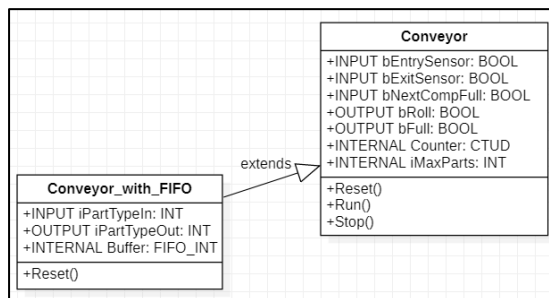 Conveyor
+INPUT bEntrySensor: BOOL
+INPUT bExitSensor: BOOL
+INPUT bNextCompFull: BOOL
+OUTPUT bRoll: BOOL
+OUTPUT bFull: BOOL
+INTERNAL Counter: CTUD
+INTERNAL iMaxParts: INT
+Reset()
+Run()
+Stop()
extends
Conveyor_with_FIFO
+INPUT iPartTypeIn: INT
+OUTPUT iPartTypeOut: INT
+INTERNAL Buffer: FIFO_INT
+Reset()